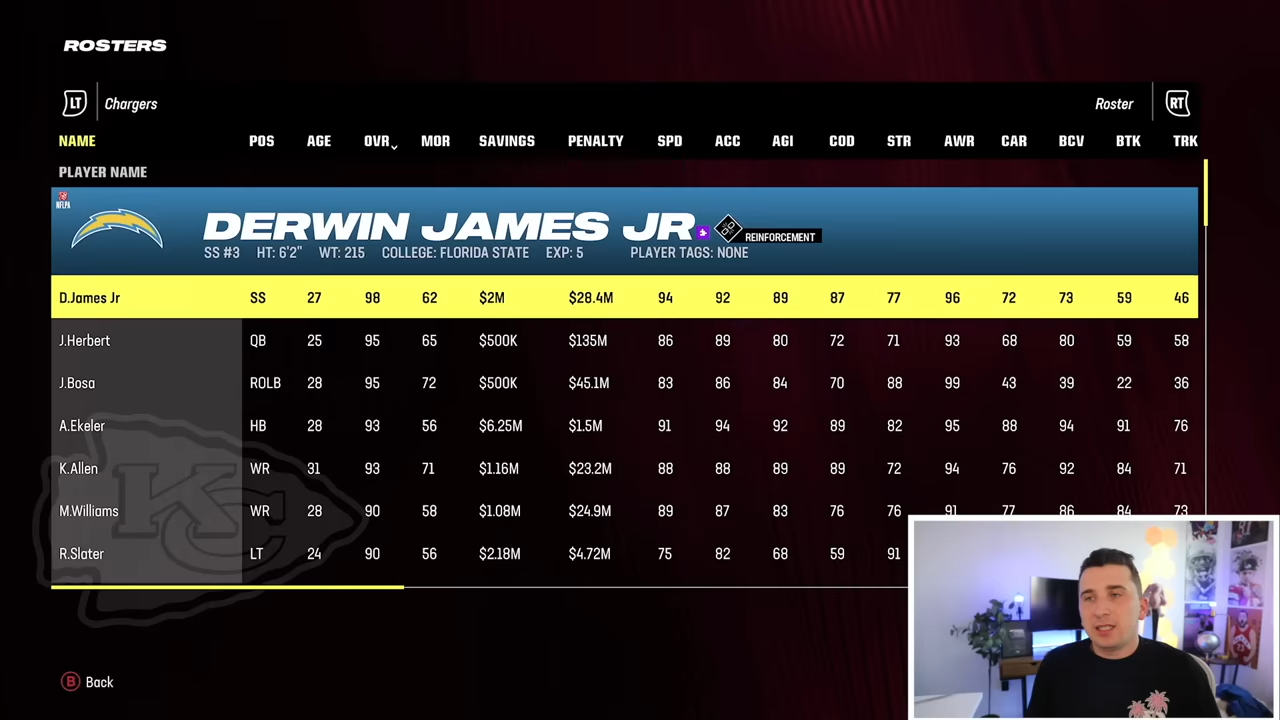 ROSTERS
LT Chargers Roster RT
NAME POS AGE OVR MOR SAVINGS PENALTY SPD ACC AGI COD STR AWR CAR BCV BTK TRK
PLAYER NAME
NFLPA
DERWIN JAMES JR REINFORCEMENT
SS #3 HT: 6'2" WT: 215 COLLEGE: FLORIDA STATE EXP: 5 PLAYER TAGS: NONE
D.James Jr SS 27 98 62 $2M $28.4M 94 92 89 87 77 96 72 73 59 46
J.Herbert QB 25 95 65 $500K $135M 86 89 80 72 71 93 68 80 59 58
J.Bosa ROLB 28 95 72 $500K $45.1M 83 86 84 70 88 99 43 39 22 36
A.Ekeler HB 28 93 56 $6.25M $1.5M 91 94 92 89 82 95 88 94 91 76
K.Allen WR 31 93 71 $1.16M $23.2M 88 88 89 89 72 94 76 92 84 71
M.Williams WR 28 90 58 $1.08M $24.9M 89 87 83 76 76 91 77 86 84 73
R.Slater LT 24 90 56 $2.18M $4.72M 75 82 68 59 91
KC
B Back